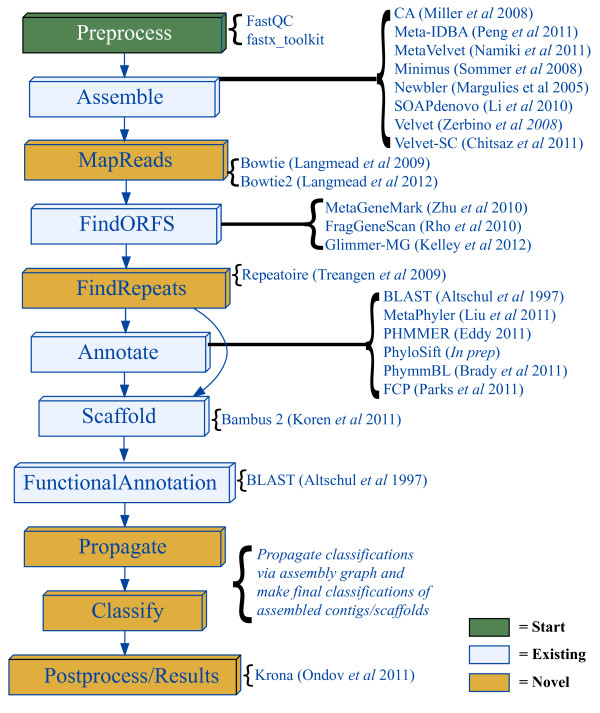 Preprocess
FastQC
fastx_toolkit
CA (Miller et al 2008)
Meta-IDBA (Peng et al 2011)
MetaVelvet (Namiki et al 2011)
Minimus (Sommer et al 2008)
Newbler (Margulies et al 2005)
SOAPdenovo (Li et al 2010)
Velvet (Zerbino et al 2008)
Velvet-SC (Chitsaz et al 2011)
Assemble
MapReads
Bowtie (Langmead et al 2009)
Bowtie2 (Langmead et al 2012)
FindORFS
MetaGeneMark (Zhu et al 2010)
FragGeneScan (Rho et al 2010)
Glimmer-MG (Kelley et al 2012)
FindRepeats
Repeatoire (Treangen et al 2009)
Annotate
BLAST (Altschul et al 1997)
MetaPhyler (Liu et al 2011)
PHMMER (Eddy 2011)
PhyloSift (In prep)
PhymmBL (Brady et al 2011)
FCP (Parks et al 2011)
Scaffold
Bambus 2 (Koren et al 2011)
FunctionalAnnotation
BLAST (Altschul et al 1997)
Propagate
Propagate classifications
via assembly graph and
make final classifications of
assembled contigs/scaffolds
Classify
Postprocess/Results
Krona (Ondov et al 2011)
= Start
= Existing
= Novel